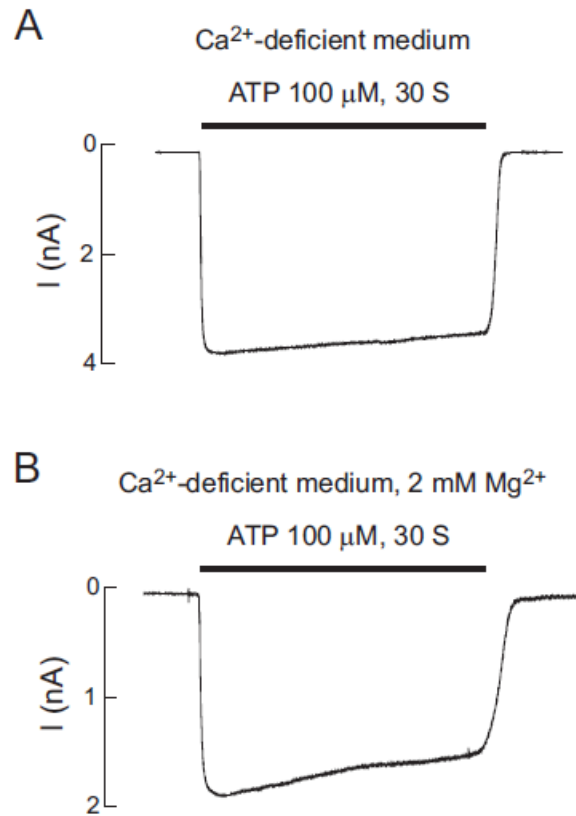 A
Ca²⁺-deficient medium
ATP 100 μM, 30 S
0
2
4
I (nA)
B
Ca²⁺-deficient medium, 2 mM Mg²⁺
ATP 100 μM, 30 S
0
1
2
I (nA)